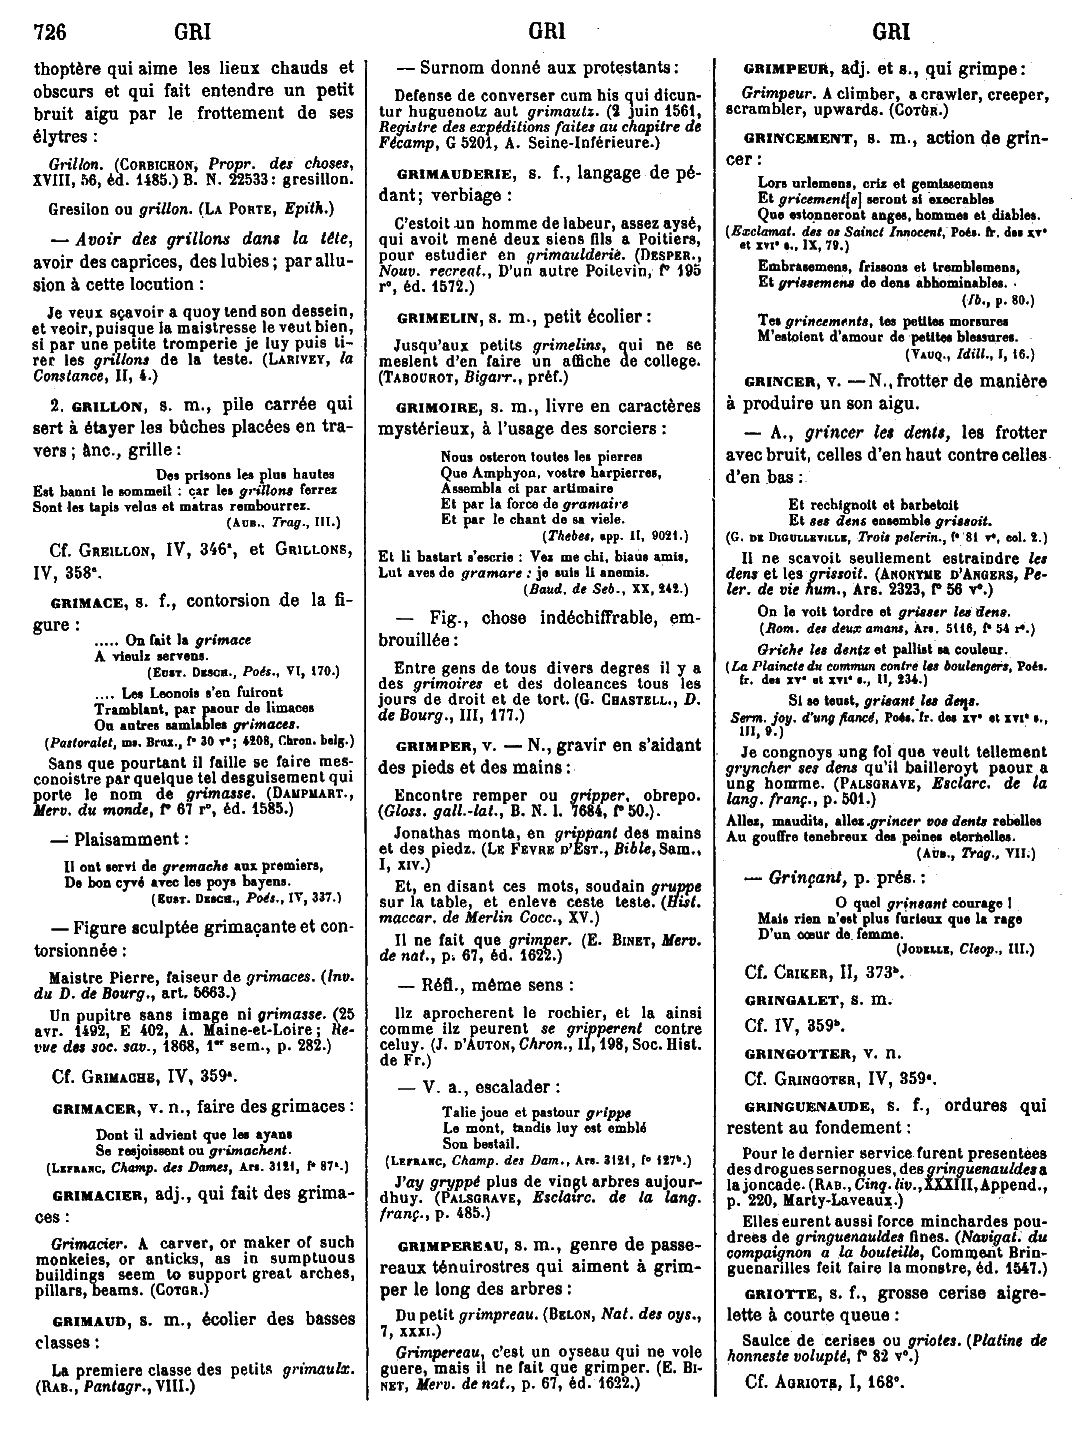 726 GRI GRI GRI
thoptère qui aime les lieux chauds et
obscurs et qui fait entendre un petit
bruit aigu par le frottement de ses
élytres :
Grillon. (CORBICHON, Propr. des choses,
XVIII, 56, éd. 1485.) B. N. 22533 : gresillon.
Gresilon ou grillon. (LA PORTE, Epith.)
— Avoir des grillons dans la tête,
avoir des caprices, des lubies ; par allu-
sion à cette locution :
Je veux sçavoir a quoy tend son dessein,
et veoir, puisque la maistresse le veut bien,
si par une petite tromperie je luy puis ti-
rer les grillons de la teste. (LARIVEY, la
Constance, II, 4.)
2. GRILLON, s. m., pile carrée qui
sert à étayer les bûches placées en tra-
vers ; anc., grille :
Des prisons les plus hautes
Est banni le sommeil : car les grillons ferrez
Sont les tapis velus et matras rembourrez.
(AUB., Trag., III.)
Cf. GREILLON, IV, 346ᵃ, et GRILLONS,
IV, 358ᵃ.
GRIMACE, s. f., contorsion de la fi-
gure :
..... On fait la grimace
A vieulz servens.
(EUST. DESCH., Poés., VI, 170.)
.... Les Leonois s'en fuiront
Tramblant, par paour de limaces
Ou autres samlables grimaces.
(Pastoralet, ms. Brux., fº 30 vº; 4208, Chron. belg.)
Sans que pourtant il faille se faire mes-
conoistre par quelque tel desguisement qui
porte le nom de grimasse. (DAMPMART.,
Merv. du monde, fº 67 rº, éd. 1585.)
— Plaisamment :
Il ont servi de gremache aux premiers,
De bon cyvé avec les poys bayens.
(EUST. DESCH., Poés., IV, 337.)
— Figure sculptée grimaçante et con-
torsionnée :
Maistre Pierre, faiseur de grimaces. (Inv.
du D. de Bourg., art. 5663.)
Un pupitre sans image ni grimasse. (25
avr. 1492, E 402, A. Maine-et-Loire ; Re-
vue des soc. sav., 1868, 1ᵉʳ sem., p. 282.)
Cf. GRIMACHE, IV, 359ᵃ.
GRIMACER, v. n., faire des grimaces :
Dont il advient que les ayans
Se resjoissent ou grimachent.
(LEFRANC, Champ. des Dames, Ars. 3121, fº 87ᵃ.)
GRIMACIER, adj., qui fait des grima-
ces :
Grimacier. A carver, or maker of such
monkeies, or anticks, as in sumptuous
buildings seem to support great arches,
pillars, beams. (COTGR.)
GRIMAUD, s. m., écolier des basses
classes :
La premiere classe des petits grimaulx.
(RAB., Pantagr., VIII.)
— Surnom donné aux protestants :
Defense de converser cum his qui dicun-
tur huguenotz aut grimautz. (2 juin 1561,
Registre des expéditions faites au chapitre de
Fécamp, G 5201, A. Seine-Inférieure.)
GRIMAUDERIE, s. f., langage de pé-
dant ; verbiage :
C'estoit un homme de labeur, assez aysé,
qui avoit mené deux siens fils a Poitiers,
pour estudier en grimaulderie. (DESPER.,
Nouv. recreat., D'un autre Poitevin, fº 195
rº, éd. 1572.)
GRIMELIN, s. m., petit écolier :
Jusqu'aux petits grimelins, qui ne se
meslent d'en faire un affiche de college.
(TABOUROT, Bigarr., préf.)
GRIMOIRE, s. m., livre en caractères
mystérieux, à l'usage des sorciers :
Nous osteron toutes les pierres
Que Amphyon, vostre harpierres,
Assembla ci par artimaire
Et par la force de gramaire
Et par le chant de sa viele.
(Thebes, app. II, 9021.)
Et li bastart s'escrie : Vez me chi, biaus amis,
Lut aves de gramare : je suis li anemis.
(Baud. de Seb., XX, 242.)
— Fig., chose indéchiffrable, em-
brouillée :
Entre gens de tous divers degres il y a
des grimoires et des doleances tous les
jours de droit et de tort. (G. CHASTELL., D.
de Bourg., III, 177.)
GRIMPER, v. — N., gravir en s'aidant
des pieds et des mains :
Encontre remper ou gripper, obrepo.
(Gloss. gall.-lat., B. N. l. 7684, fº 50.)
Jonathas monta, en grippant des mains
et des piedz. (LE FEVRE D'EST., Bible, Sam.,
I, XIV.)
Et, en disant ces mots, soudain gruppe
sur la table, et enleve ceste teste. (Hist.
maccar. de Merlin Cocc., XV.)
Il ne fait que grimper. (E. BINET, Merv.
de nat., p. 67, éd. 1622.)
— Réfl., même sens :
Ilz aprocherent le rochier, et la ainsi
comme ilz peurent se gripperent contre
celuy. (J. D'AUTON, Chron., II, 198, Soc. Hist.
de Fr.)
— V. a., escalader :
Talie joue et pastour grippe
Le mont, tandis luy est emblé
Son bestail.
(LEFRANC, Champ. des Dam., Ars. 3121, fº 127ᵇ.)
J'ay gryppé plus de vingt arbres aujour-
dhuy. (PALSGRAVE, Esclairc. de la lang.
franç., p. 485.)
GRIMPEREAU, s. m., genre de passe-
reaux ténuirostres qui aiment à grim-
per le long des arbres :
Du petit grimpreau. (BELON, Nat. des oys.,
7, XXXI.)
Grimpereau, c'est un oyseau qui ne vole
guere, mais il ne fait que grimper. (E. BI-
NET, Merv. de nat., p. 67, éd. 1622.)
GRIMPEUR, adj. et s., qui grimpe :
Grimpeur. A climber, a crawler, creeper,
scrambler, upwards. (COTGR.)
GRINCEMENT, s. m., action de grin-
cer :
Lors urlemens, criz et gemissemens
Et gricement[s] seront si execrables
Que estonneront anges, hommes et diables.
(Exclamat. des os Sainct Innocent, Poés. fr. des XVᵉ
et XVIᵉ s., IX, 79.)
Embrasemens, frissons et tremblemens,
Et grissemens de dens abhominables.
(Ib., p. 80.)
Tes grincements, tes petites morsures
M'estoient d'amour de petites blessures.
(VAUQ., Idill., I, 16.)
GRINCER, v. — N., frotter de manière
à produire un son aigu.
— A., grincer les dents, les frotter
avec bruit, celles d'en haut contre celles
d'en bas :
Et rechignoit et barbetoit
Et ses dens ensemble grissoit.
(G. DE DIGULLEVILLE, Trois pelerin., fº 81 vº, col. 2.)
Il ne scavoit seullement estraindre les
dens et les grissoit. (ANONYME D'ANGERS, Pe-
ler. de vie hum., Ars. 2323, fº 56 vº.)
On le voit tordre et grisser les dens.
(Rom. des deux amans, Ars. 5116, fº 54 rº.)
Griche les dentz et pallist sa couleur.
(La Plaincte du commun contre les boulengers, Poés.
fr. des XVᵉ et XVIᵉ s., II, 234.)
Si se teust, grisant les dens.
Serm. joy. d'ung fiancé, Poés. fr. des XVᵉ et XVIᵉ s.,
III, 9.)
Je congnoys ung fol que veult tellement
gryncher ses dens qu'il bailleroyt paour a
ung homme. (PALSGRAVE, Esclarc. de la
lang. franç., p. 501.)
Allez, maudits, allez grincer vos dents rebelles
Au gouffre tenebreux des peines eternelles.
(AUB., Trag., VII.)
— Grinçant, p. prés. :
O quel grinsant courage !
Mais rien n'est plus furieux que la rage
D'un cœur de femme.
(JODELLE, Cleop., III.)
Cf. CRIKER, II, 373ᵇ.
GRINGALET, s. m.
Cf. IV, 359ᵇ.
GRINGOTTER, v. n.
Cf. GRINGOTER, IV, 359ᶜ.
GRINGUENAUDE, s. f., ordures qui
restent au fondement :
Pour le dernier service furent presentées
des drogues sernogues, des gringuenauldes a
la joncade. (RAB., Cinq. liv., XXXIII, Append.,
p. 220, Marty-Laveaux.)
Elles eurent aussi force minchardes pou-
drees de gringuenauldes fines. (Navigat. du
compaignon a la bouteille, Comment Brin-
guenarilles feit faire la monstre, éd. 1547.)
GRIOTTE, s. f., grosse cerise aigre-
lette à courte queue :
Saulce de cerises ou griotes. (Platine de
honneste volupté, fº 82 vº.)
Cf. AGRIOTE, I, 168ᶜ.